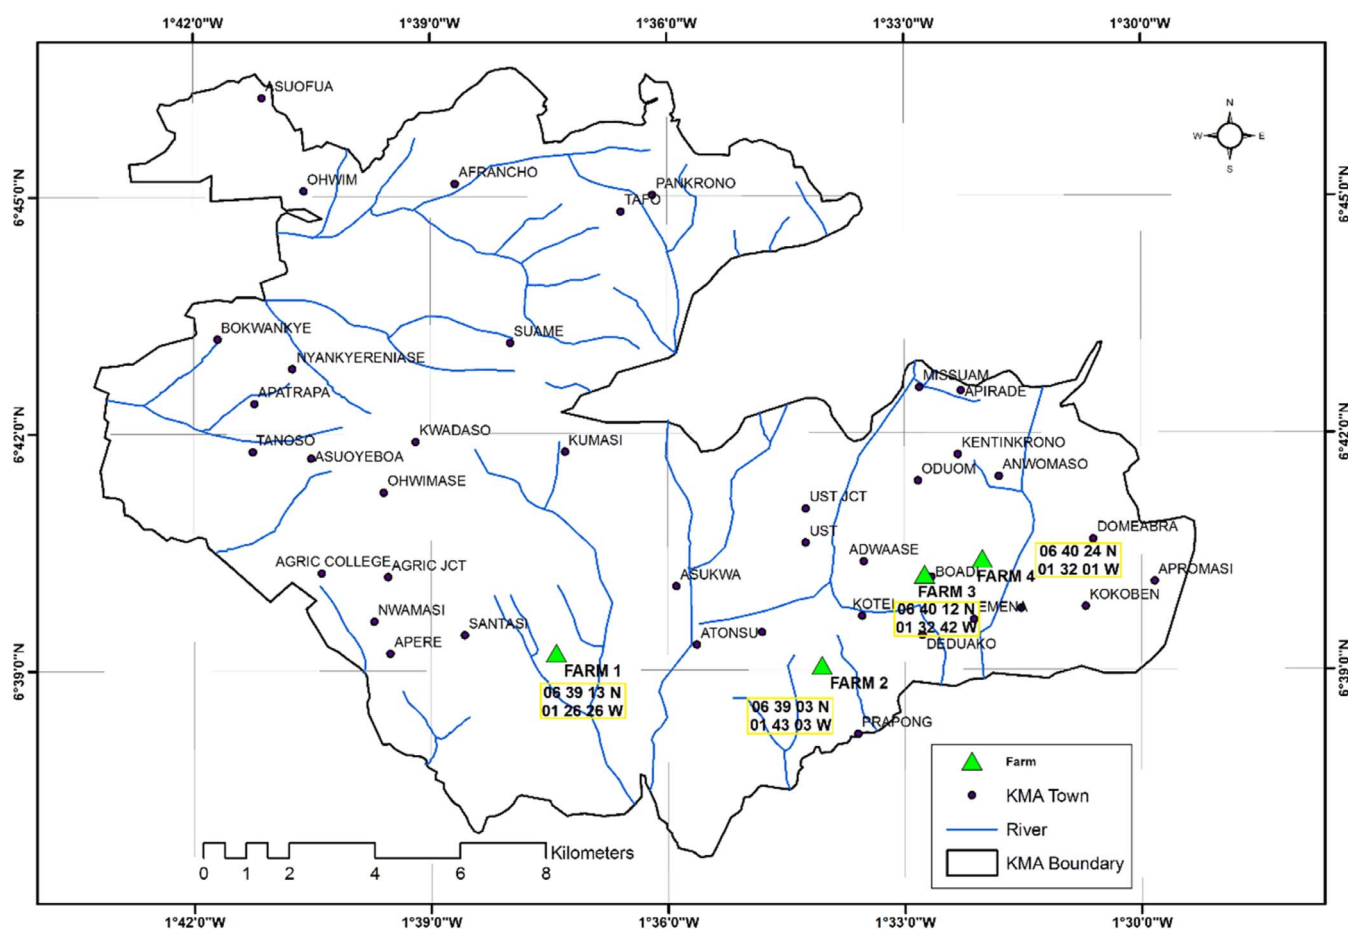 1°42'0"W 1°39'0"W 1°36'0"W 1°33'0"W 1°30'0"W
N
W E
S
ASUOFUA
OHWIM
AFRANCHO
PANKRONO
TAFO
6°45'0"N
6°45'0"N
BOKWANKYE
SUAME
NYANKYERENIASE
APATRAPA
MISSUAM
APIRADE
6°42'0"N
6°42'0"N
TANOSO
ASUOYEBOA
KWADASO
KUMASI
KENTINKRONO
ODUOM
ANWOMASO
OHWIMASE
UST JCT
UST
DOMEABRA
06 40 24 N
01 32 01 W
ADWAASE
AGRIC COLLEGE
AGRIC JCT
ASUKWA
BOADI
FARM 4
APROMASI
FARM 3
KOKOBEN
NWAMASI
SANTASI
KOTEI
06 40 12 N
01 32 42 W
EMENA
APERE
ATONSU
DEDUAKO
6°39'0"N
6°39'0"N
FARM 1
06 39 13 N
01 26 26 W
FARM 2
06 39 03 N
01 43 03 W
PRAPONG
Farm
KMA Town
River
KMA Boundary
Kilometers
0 1 2 4 6 8
1°42'0"W 1°39'0"W 1°36'0"W 1°33'0"W 1°30'0"W